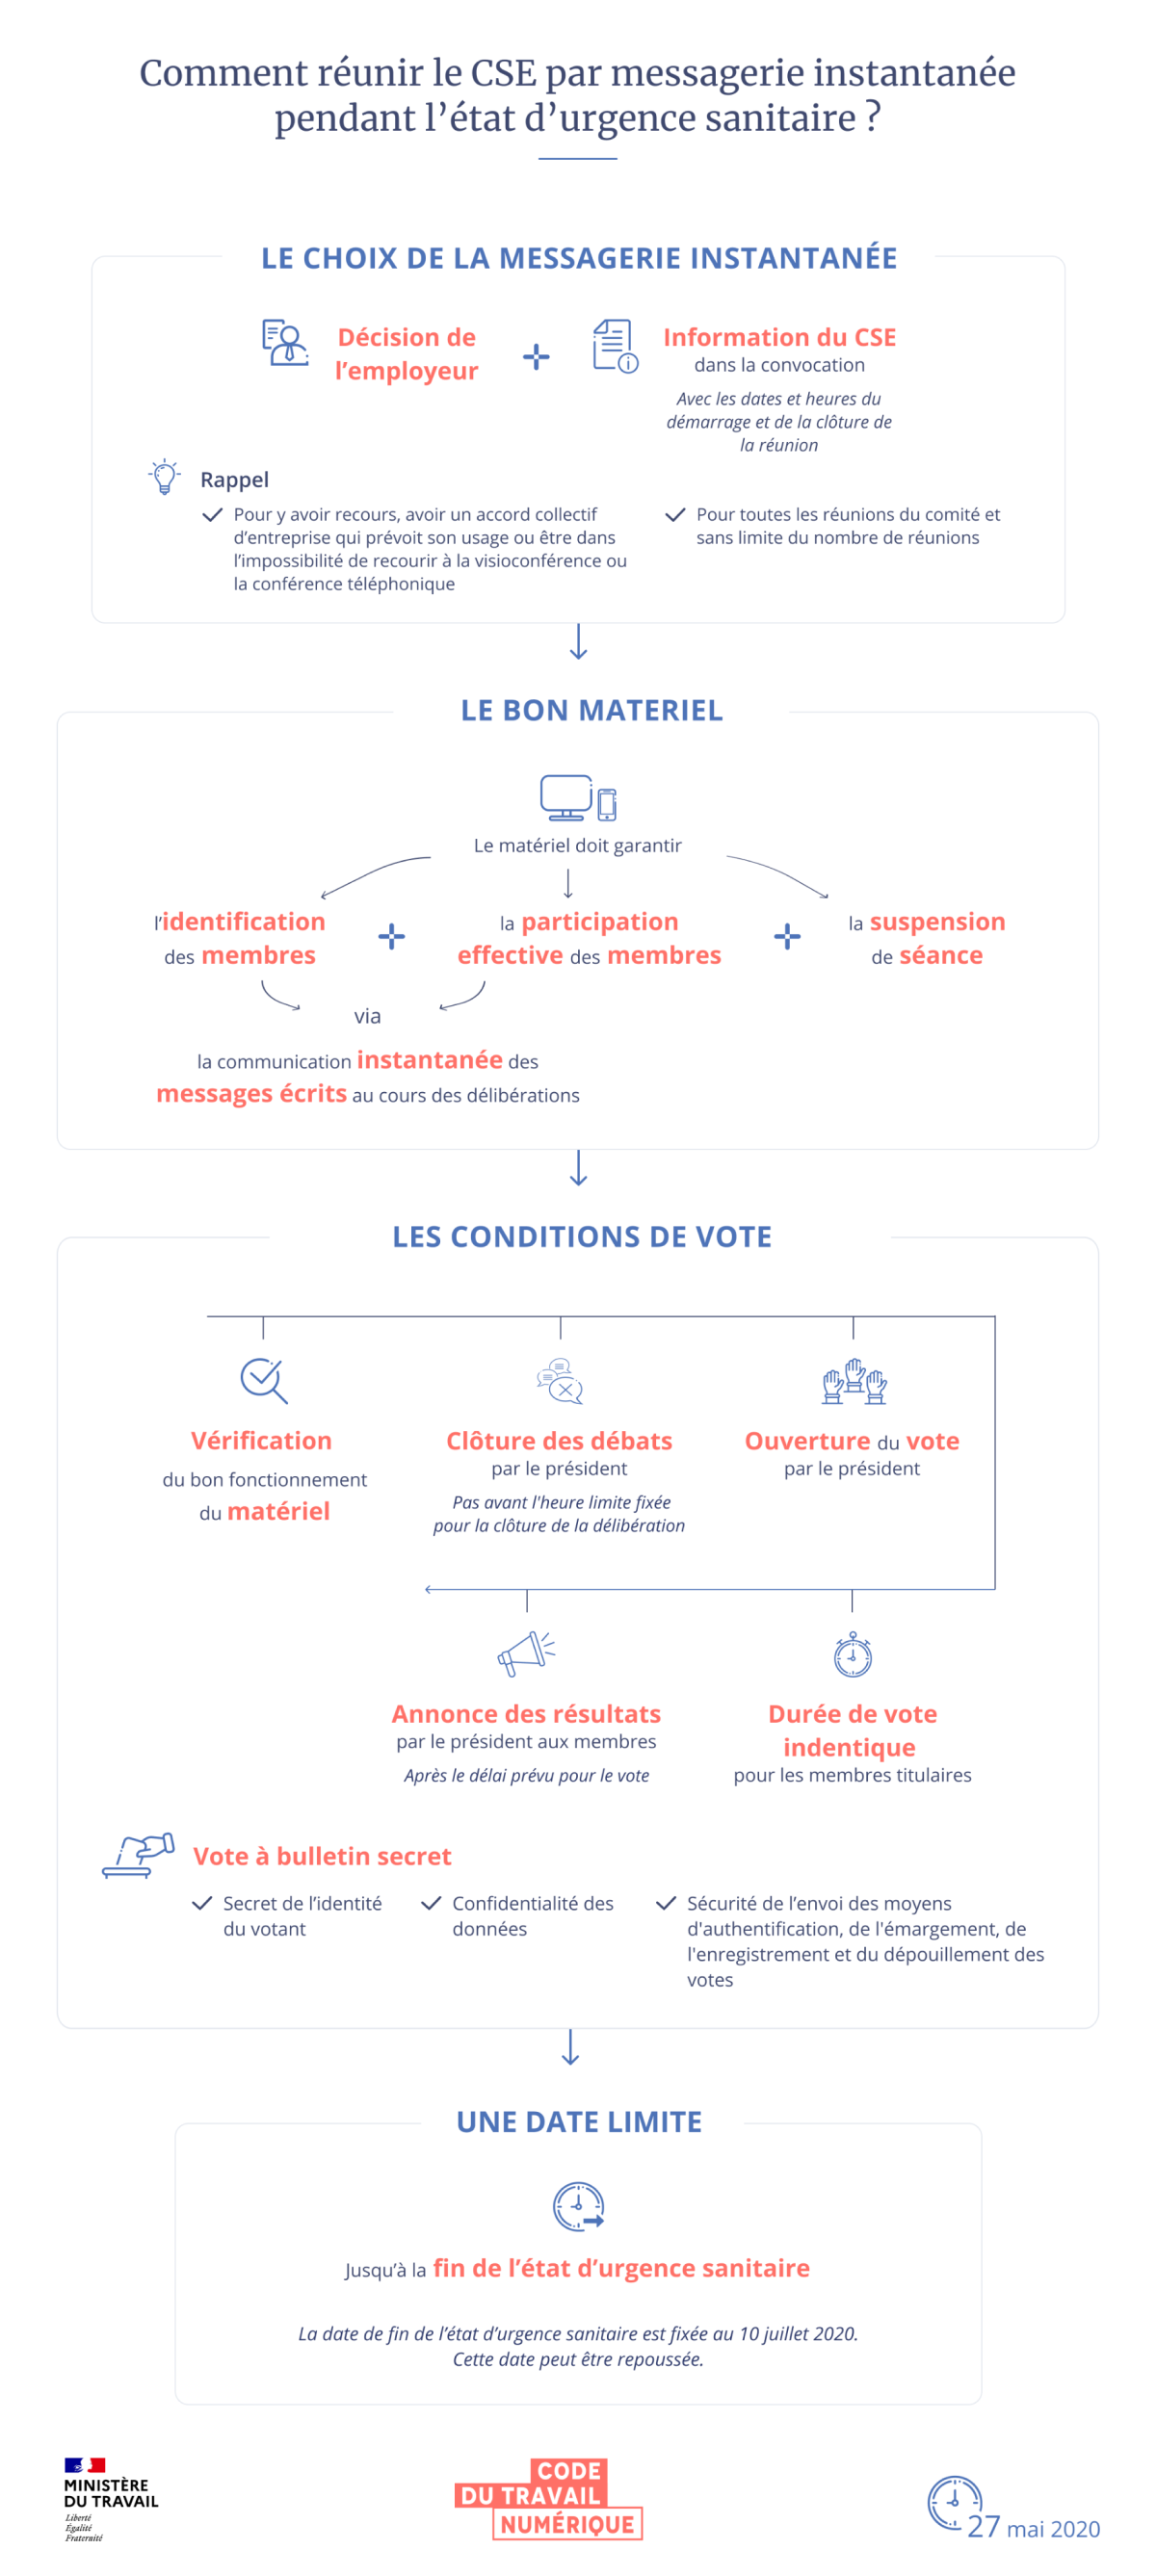 Comment réunir le CSE par messagerie instantanée
pendant l’état d’urgence sanitaire ?
LE CHOIX DE LA MESSAGERIE INSTANTANÉE
Décision de
l’employeur
Information du CSE
dans la convocation
Avec les dates et heures du
démarrage et de la clôture de
la réunion
Rappel
Pour y avoir recours, avoir un accord collectif
d’entreprise qui prévoit son usage ou être dans
l’impossibilité de recourir à la visioconférence ou
la conférence téléphonique
Pour toutes les réunions du comité et
sans limite du nombre de réunions
LE BON MATERIEL
Le matériel doit garantir
l’identification
des membres
la participation
effective des membres
la suspension
de séance
via
la communication instantanée des
messages écrits au cours des délibérations
LES CONDITIONS DE VOTE
Vérification
du bon fonctionnement
du matériel
Clôture des débats
par le président
Pas avant l'heure limite fixée
pour la clôture de la délibération
Ouverture du vote
par le président
Annonce des résultats
par le président aux membres
Après le délai prévu pour le vote
Durée de vote
indentique
pour les membres titulaires
Vote à bulletin secret
Secret de l’identité
du votant
Confidentialité des
données
Sécurité de l’envoi des moyens
d'authentification, de l'émargement, de
l'enregistrement et du dépouillement des
votes
UNE DATE LIMITE
Jusqu’à la fin de l’état d’urgence sanitaire
La date de fin de l’état d’urgence sanitaire est fixée au 10 juillet 2020.
Cette date peut être repoussée.
MINISTÈRE
DU TRAVAIL
Liberté
Égalité
Fraternité
CODE
DU TRAVAIL
NUMÉRIQUE
27 mai 2020